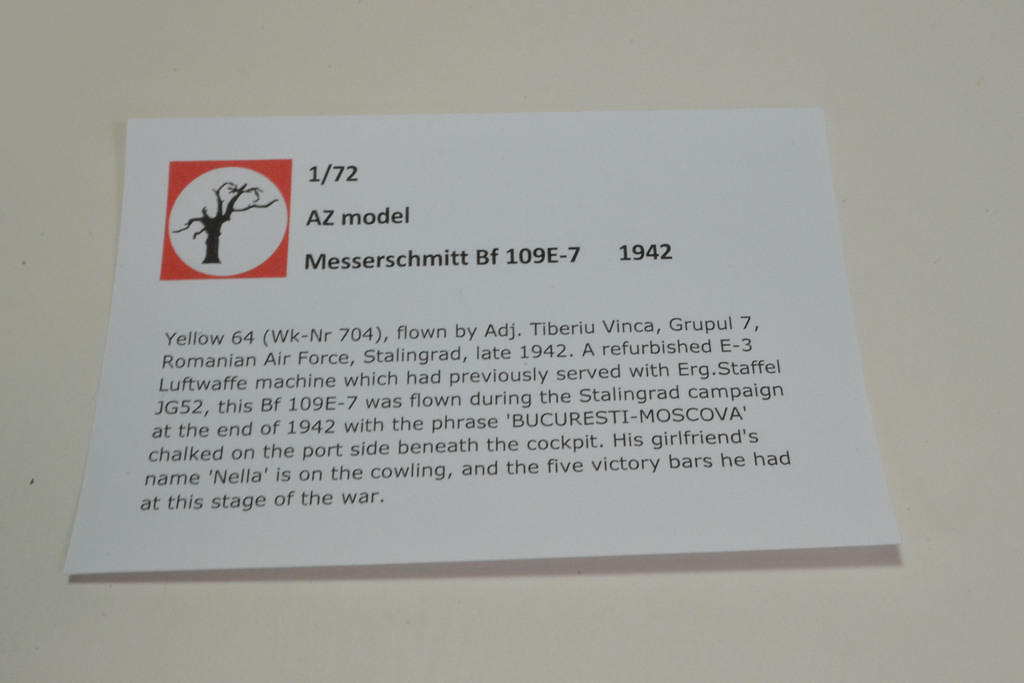 1/72
AZ model
Messerschmitt Bf 109E-7 1942
Yellow 64 (Wk-Nr 704), flown by Adj. Tiberiu Vinca, Grupul 7,
Romanian Air Force, Stalingrad, late 1942. A refurbished E-3
Luftwaffe machine which had previously served with Erg.Staffel
JG52, this Bf 109E-7 was flown during the Stalingrad campaign
at the end of 1942 with the phrase 'BUCURESTI-MOSCOVA'
chalked on the port side beneath the cockpit. His girlfriend's
name 'Nella' is on the cowling, and the five victory bars he had
at this stage of the war.